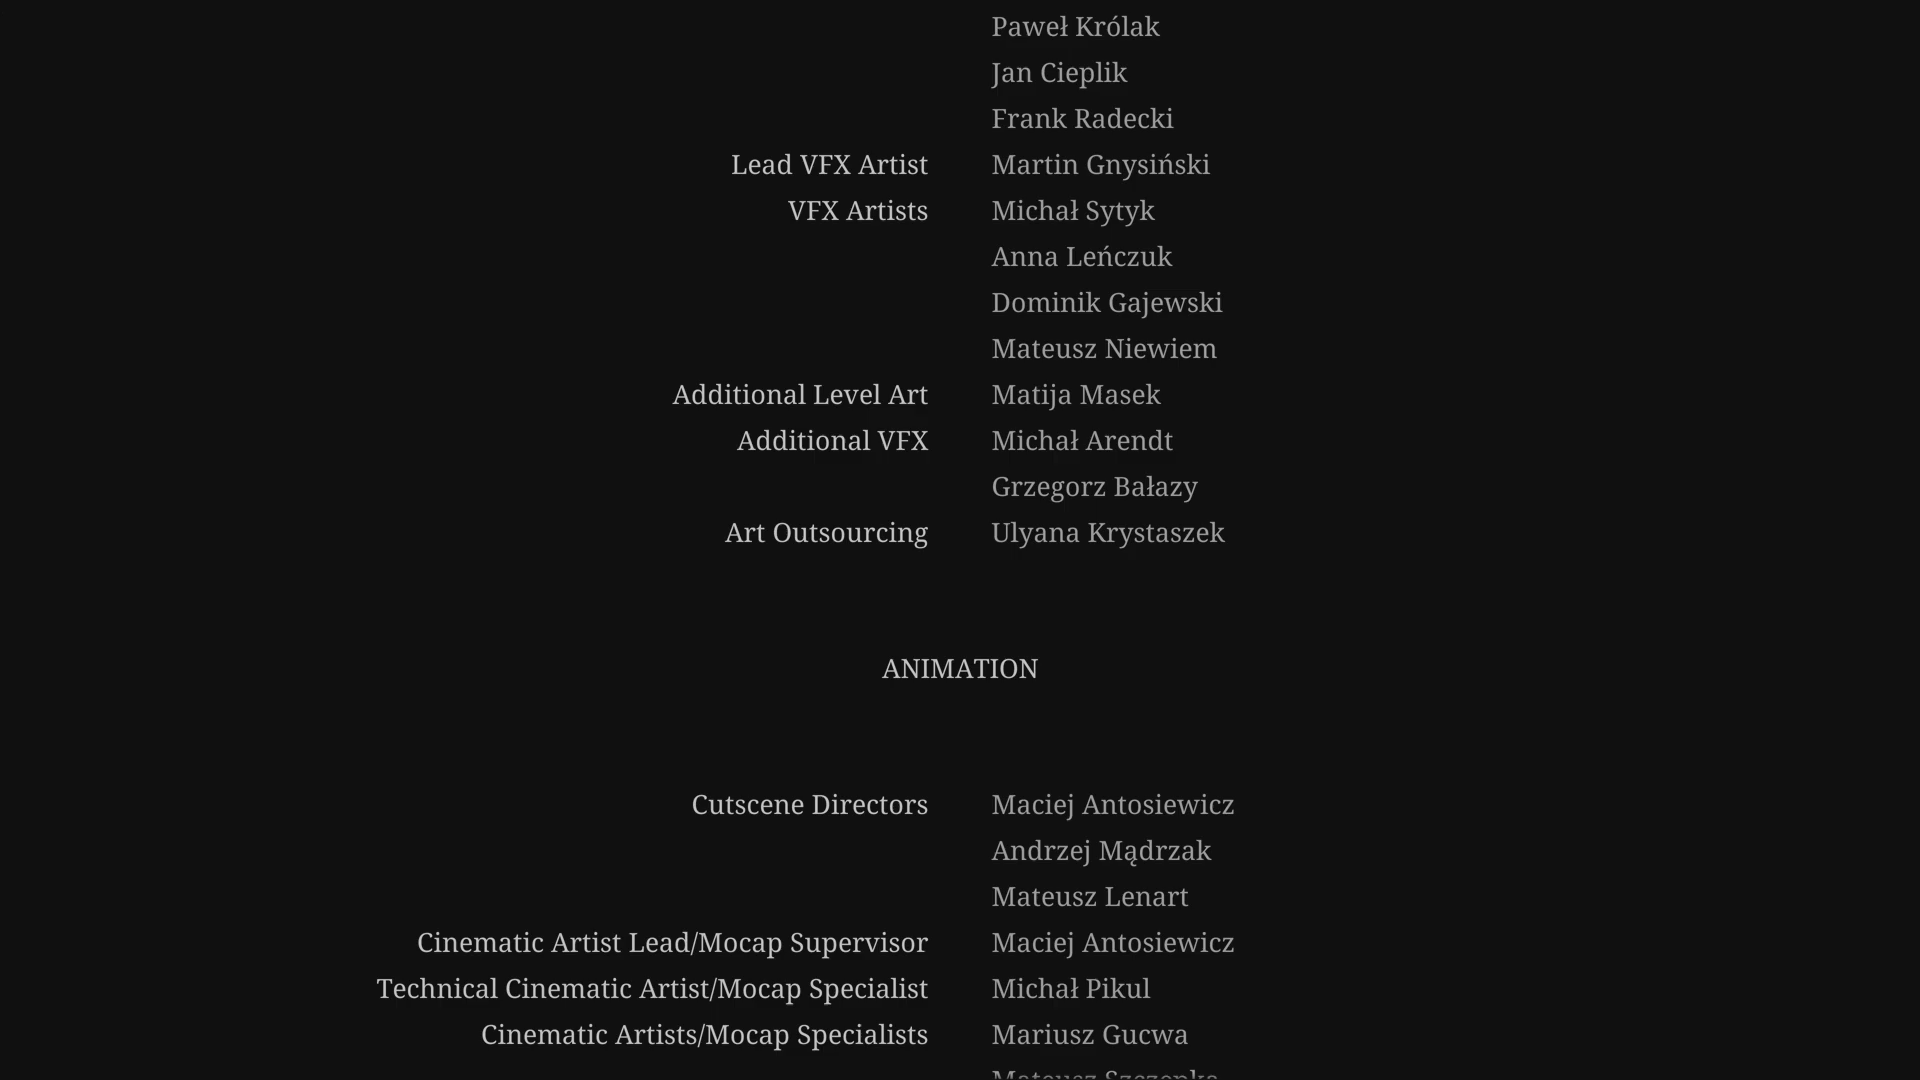 Paweł Królak
Jan Cieplik
Frank Radecki
Lead VFX Artist Martin Gnysiński
VFX Artists Michał Sytyk
Anna Leńczuk
Dominik Gajewski
Mateusz Niewiem
Additional Level Art Matija Masek
Additional VFX Michał Arendt
Grzegorz Bałazy
Art Outsourcing Ulyana Krystaszek
ANIMATION
Cutscene Directors Maciej Antosiewicz
Andrzej Mądrzak
Mateusz Lenart
Cinematic Artist Lead/Mocap Supervisor Maciej Antosiewicz
Technical Cinematic Artist/Mocap Specialist Michał Pikul
Cinematic Artists/Mocap Specialists Mariusz Gucwa
Mateusz